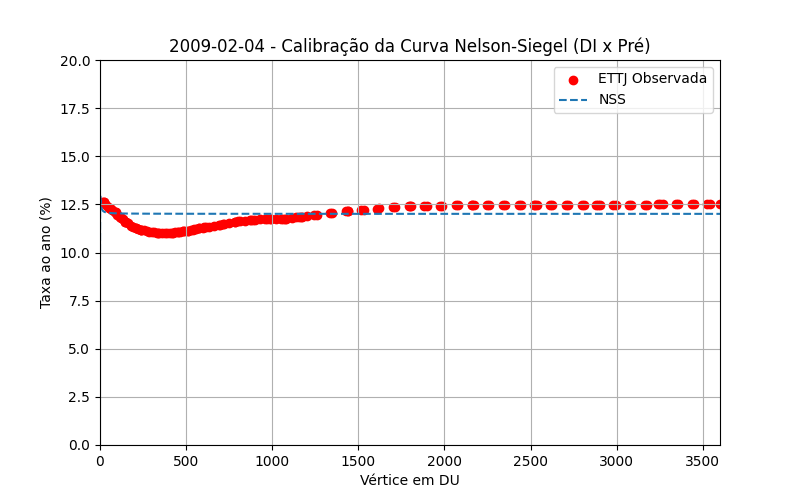 2009-02-04 - Calibração da Curva Nelson-Siegel (DI x Pré)
ETTJ Observada
NSS
Taxa ao ano (%)
20.0
17.5
15.0
12.5
10.0
7.5
5.0
2.5
0.0
0 500 1000 1500 2000 2500 3000 3500
Vértice em DU